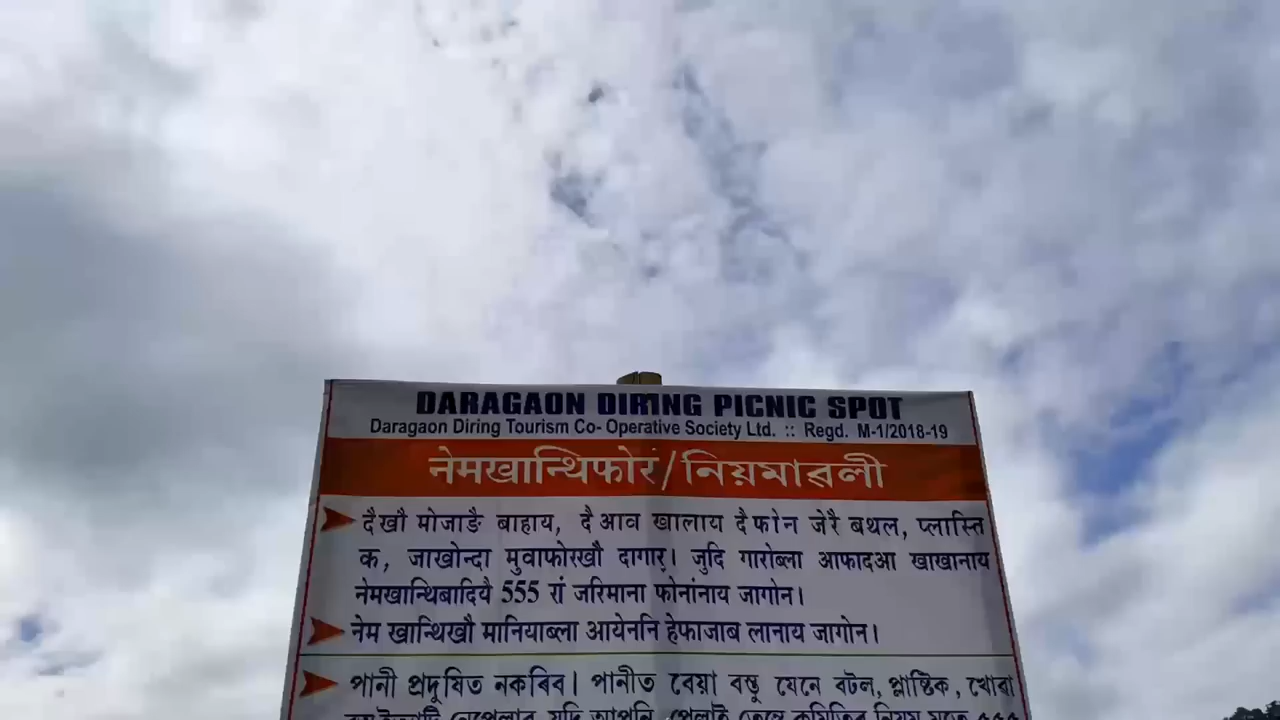 DARAGAON DIRING PICNIC SPOT
Daragaon Diring Tourism Co- Operative Society Ltd. :: Regd. M-1/2018-19
नेमखान्थिफोरं/নিয়মাৱলী
दैखौ मोजाङै बाहाय, दैआव खालाय दैफोन जेरै बथल, प्लास्ति
क, जाखोन्दा मुवाफोरखौ दागार। जुदि गारोब्ला आफादआ खाखानाय
नेमखान्थिबादियै 555 रां जरिमाना फोनांनाय जागोन।
नेम खान्थिखौ मानियाब्ला आयेननि हेफाजाब लानाय जागोन।
পানী প্ৰদূষিত নকৰিব। পানীত বেয়া বস্তু যেনে বটল, প্লাষ্টিক, খোৱা